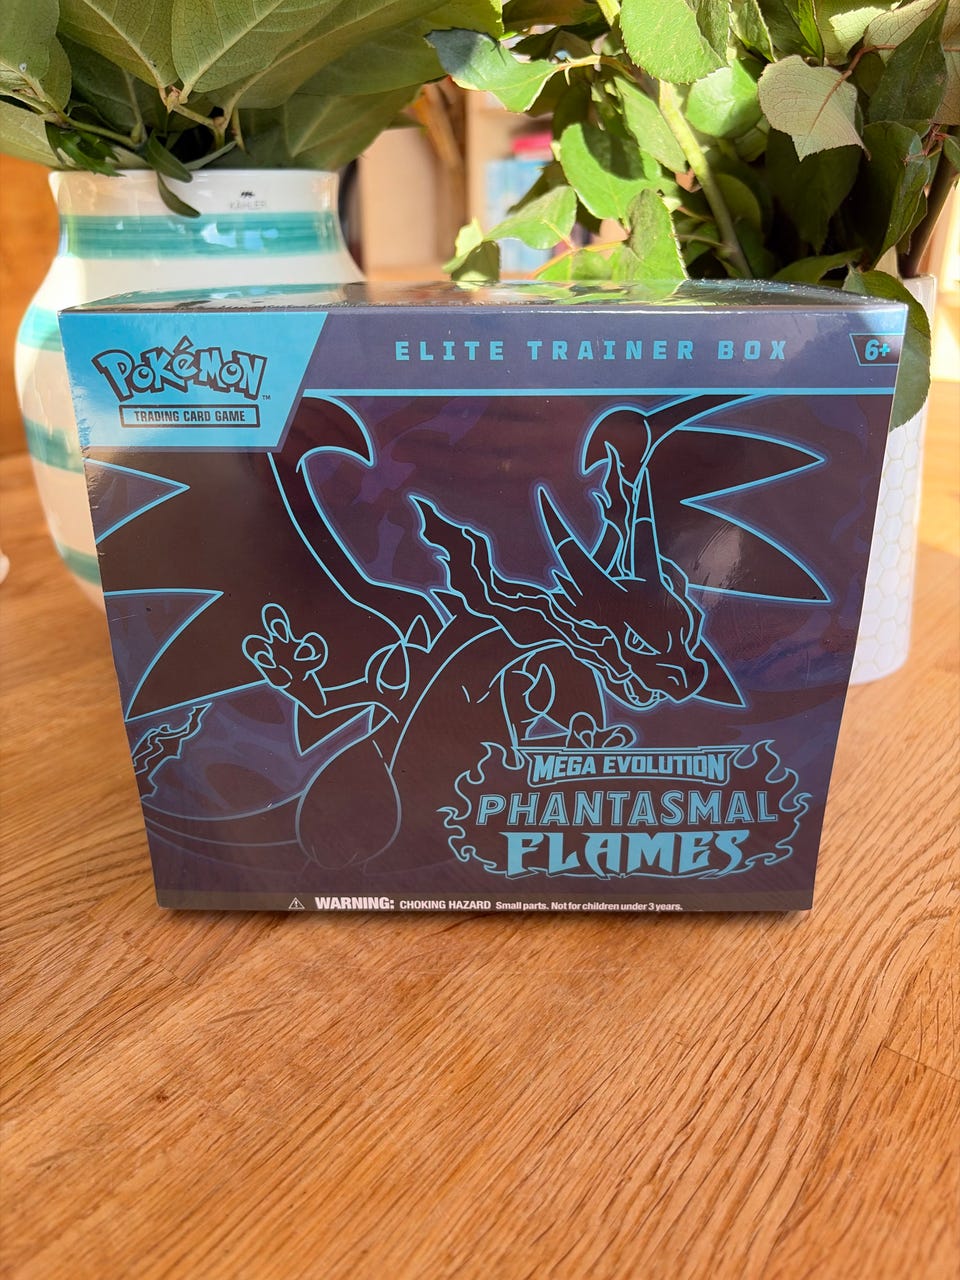 KÄHLER
Pokémon
TRADING CARD GAME
ELITE TRAINER BOX
6+
MEGA EVOLUTION
PHANTASMAL
FLAMES
WARNING: CHOKING HAZARD Small parts. Not for children under 3 years.